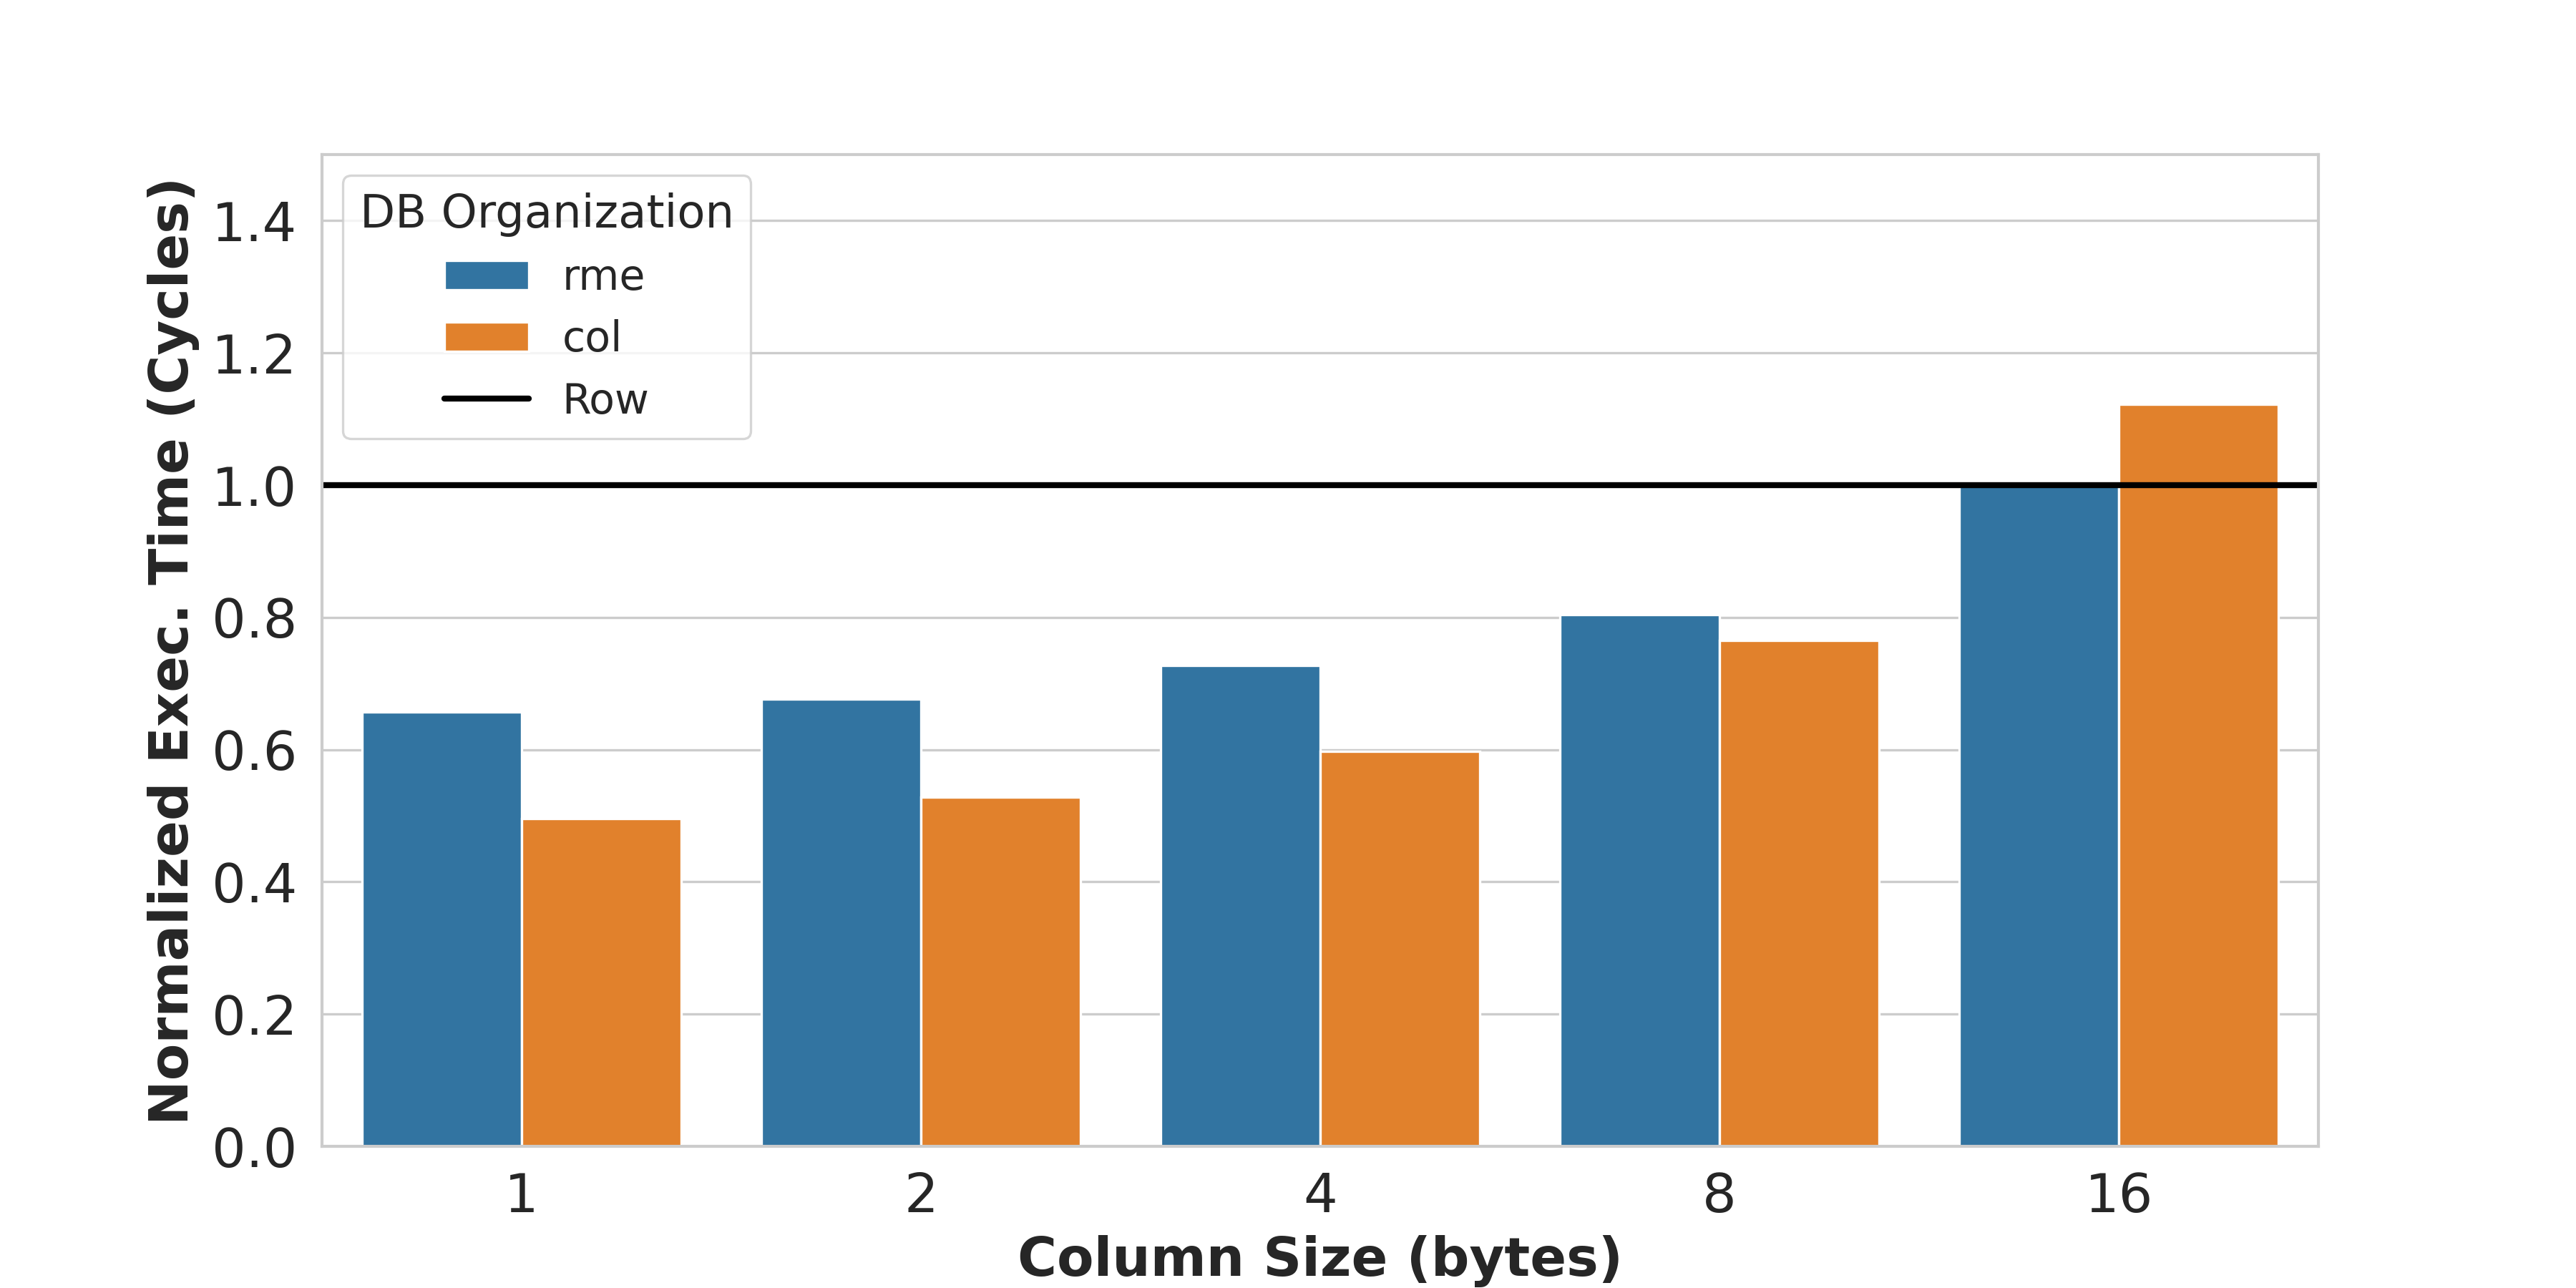 DB Organization
rme
col
Row
Normalized Exec. Time (Cycles)
1.4
1.2
1.0
0.8
0.6
0.4
0.2
0.0
1 2 4 8 16
Column Size (bytes)